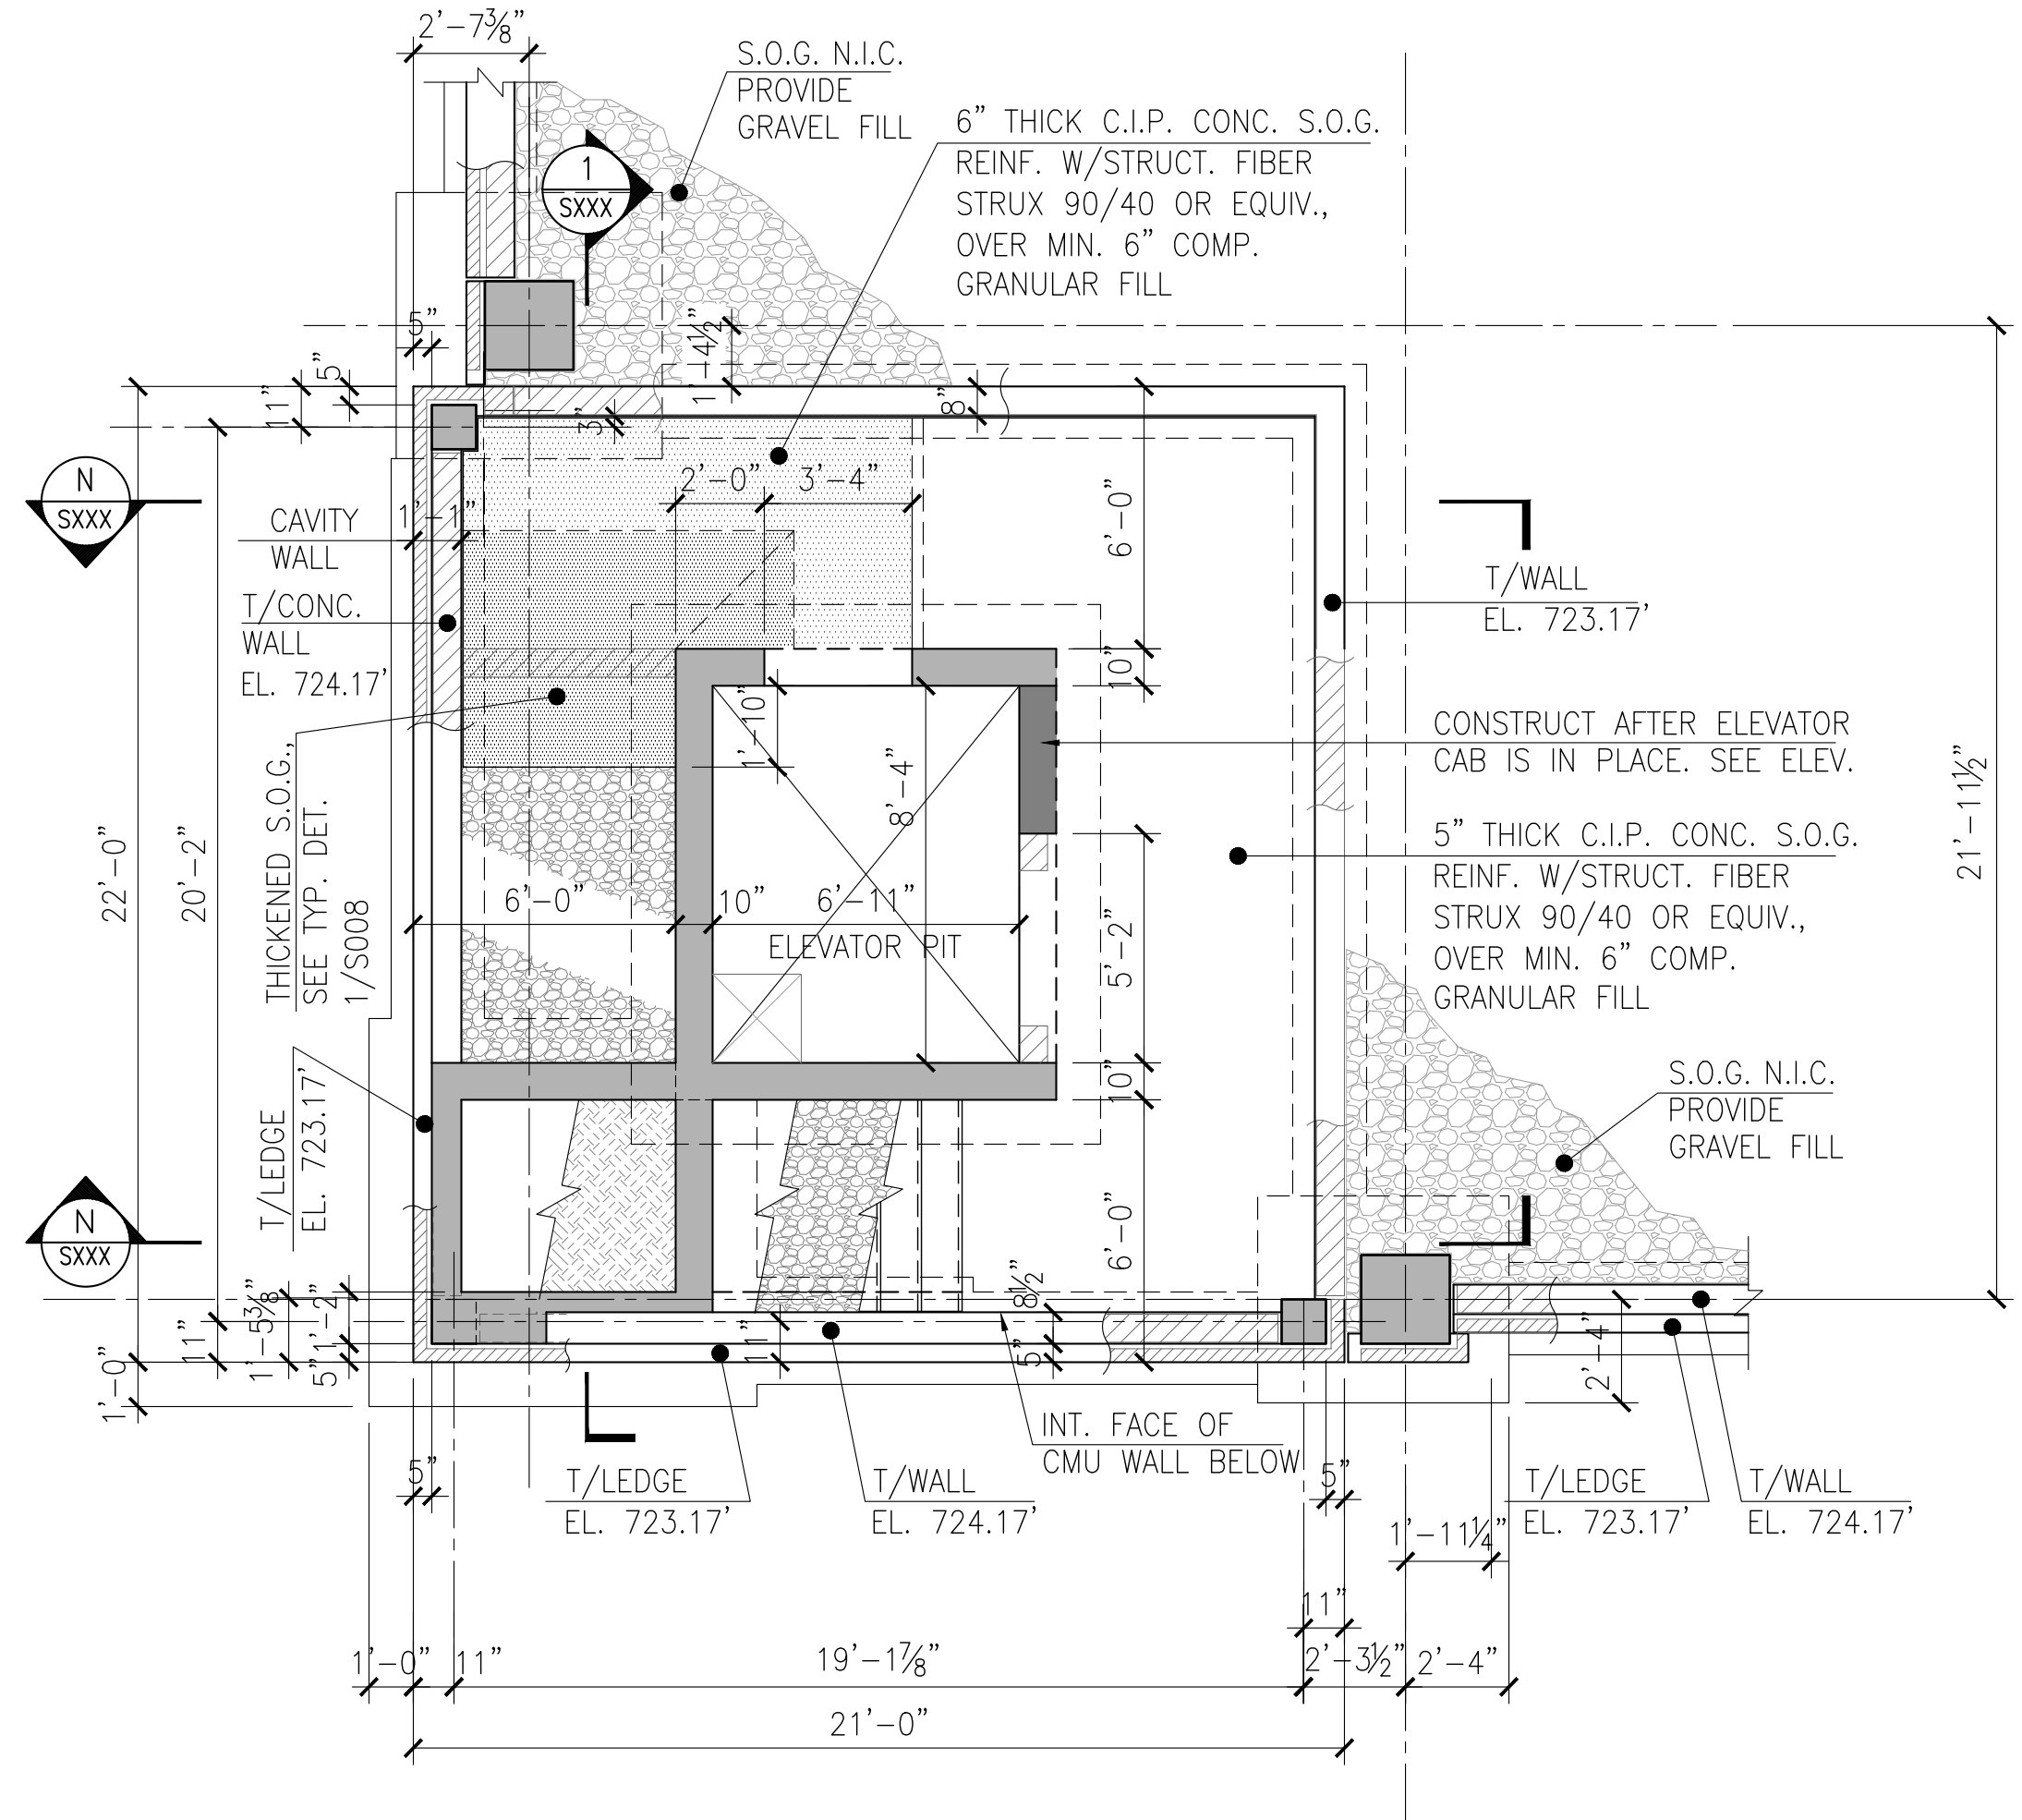 2'-7⅜"
S.O.G. N.I.C.
PROVIDE
GRAVEL FILL
6" THICK C.I.P. CONC. S.O.G.
REINF. W/STRUCT. FIBER
STRUX 90/40 OR EQUIV.,
OVER MIN. 6" COMP.
GRANULAR FILL
1
SXXX
5"
1'-4½"
5"
11"
8"
3"
2'-0"
3'-4"
N
SXXX
CAVITY
WALL
1'-1"
6'-0"
T/WALL
EL. 723.17'
T/CONC.
WALL
EL. 724.17'
10"
1'-10"
8'-4"
CONSTRUCT AFTER ELEVATOR
CAB IS IN PLACE. SEE ELEV.
21'-1½"
THICKENED S.O.G.,
SEE TYP. DET.
1/S008
22'-0"
20'-2"
5" THICK C.I.P. CONC. S.O.G.
REINF. W/STRUCT. FIBER
STRUX 90/40 OR EQUIV.,
OVER MIN. 6" COMP.
GRANULAR FILL
6'-0"
10"
6'-11"
ELEVATOR PIT
5'-2"
10"
S.O.G. N.I.C.
PROVIDE
GRAVEL FILL
T/LEDGE
EL. 723.17'
N
SXXX
6'-0"
8½"
11"
5"
1'-0"
11"
1'-5⅜"
1'-2"
5"
2'-4"
INT. FACE OF
CMU WALL BELOW
5"
T/LEDGE
EL. 723.17'
T/WALL
EL. 724.17'
5"
T/LEDGE
EL. 723.17'
T/WALL
EL. 724.17'
1'-11¼"
11"
1'-0"
11"
19'-1⅞"
2'-3½"
2'-4"
21'-0"